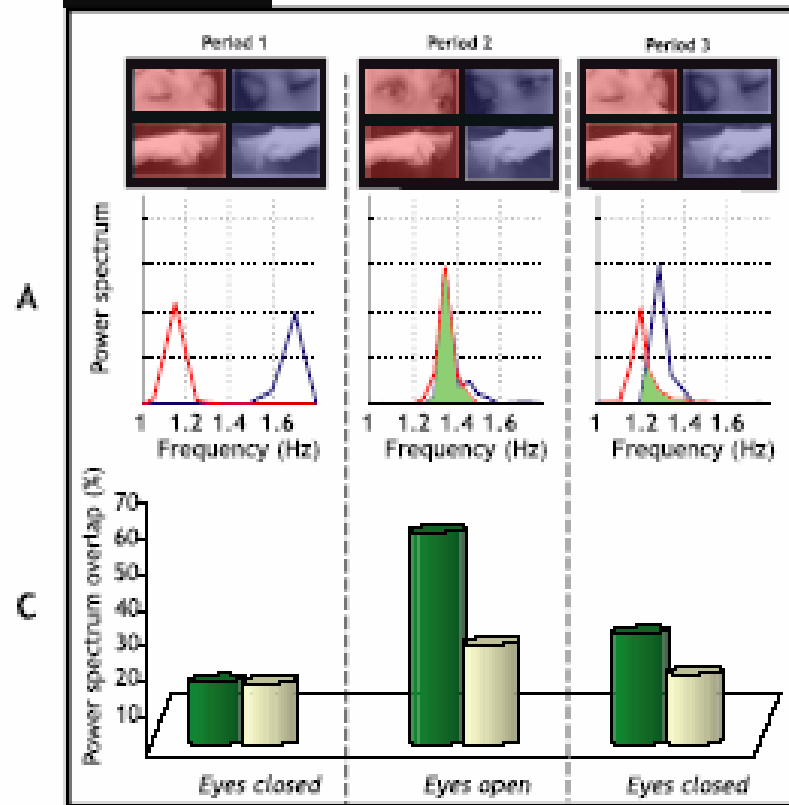 Period 1 Period 2 Period 3
A
Power spectrum
1 1.2 1.4 1.6 1 1.2 1.4 1.6 1 1.2 1.4 1.6
Frequency (Hz) Frequency (Hz) Frequency (Hz)
C
Power spectrum overlap (%)
70
60
50
40
30
20
10
Eyes closed Eyes open Eyes closed